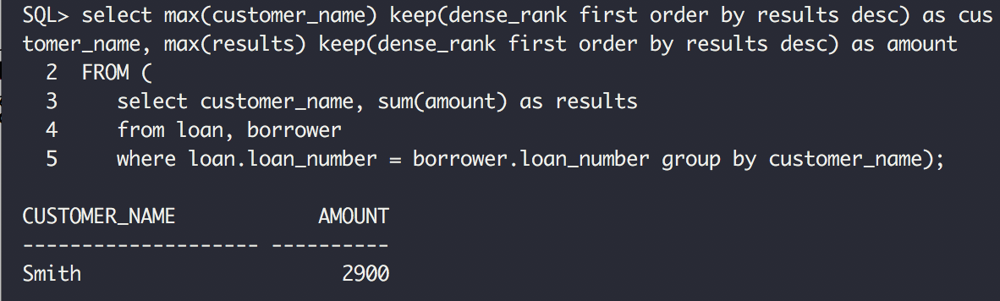 SQL> select max(customer_name) keep(dense_rank first order by results desc) as cus
tomer_name, max(results) keep(dense_rank first order by results desc) as amount
  2  FROM (
  3     select customer_name, sum(amount) as results
  4     from loan, borrower
  5     where loan.loan_number = borrower.loan_number group by customer_name);

CUSTOMER_NAME            AMOUNT
-------------------- ----------
Smith                      2900